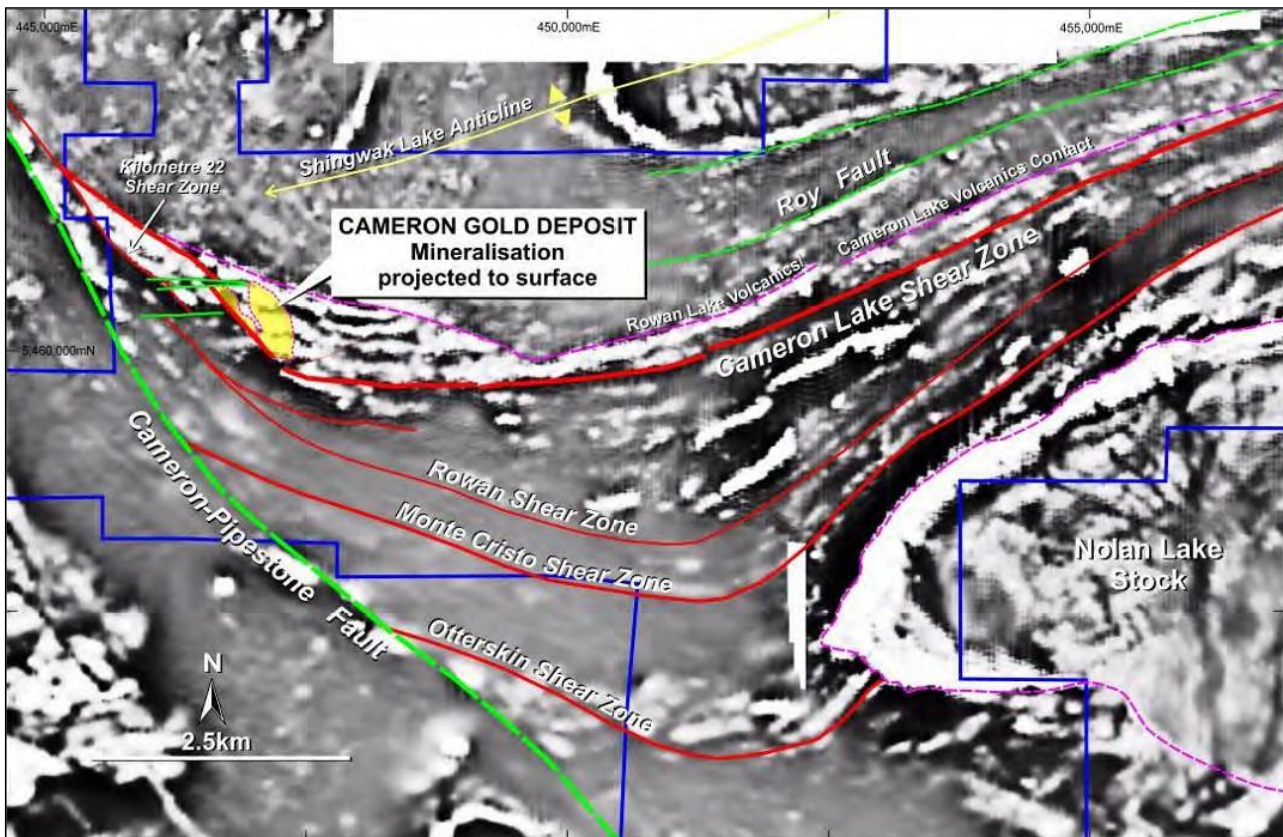 445,000mE
450,000mE
455,000mE
Shingwak Lake Anticline
Kilometre 22
Shear Zone
Roy Fault
CAMERON GOLD DEPOSIT
Mineralisation
projected to surface
Rowan Lake Volcanics/
Cameron Lake Volcanics Contact
Cameron Lake Shear Zone
5,460,000mN
Cameron-Pipestone Fault
Rowan Shear Zone
Monte Cristo Shear Zone
Nolan Lake
Stock
Otterskin Shear Zone
N
2.5km